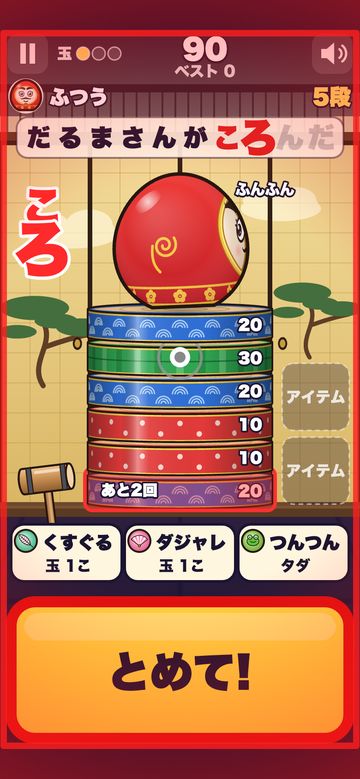 玉
90
ベスト 0
ふつう
5段
だるまさんがころんだ
ころ
ふんふん
20
30
20
10
10
あと2回
20
アイテム
アイテム
くすぐる
玉 1こ
ダジャレ
玉 1こ
つんつん
タダ
とめて!